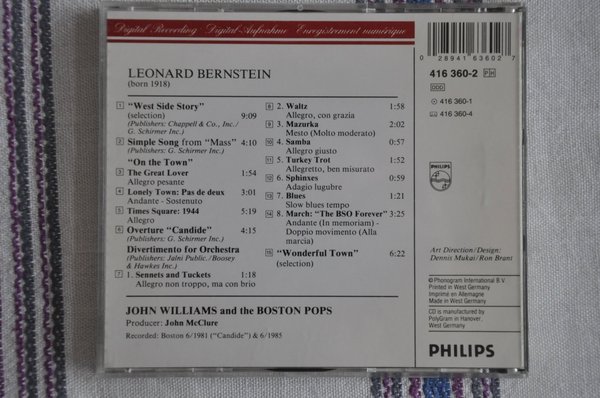 Digital Recording Digital-Aufnahme Enregistrement numérique
0 28941 63602 7
416 360-2 PH
DDD
416 360-1
416 360-4
LEONARD BERNSTEIN
(born 1918)
1 "West Side Story"
(selection) 9:09
(Publishers: Chappell & Co., Inc./
G. Schirmer Inc.)
2 Simple Song from "Mass" 4:10
(Publishers: G. Schirmer Inc.)
"On the Town"
3 The Great Lover 1:54
Allegro pesante
4 Lonely Town: Pas de deux 3:01
Andante - Sostenuto
5 Times Square: 1944 5:19
Allegro
6 Overture "Candide" 4:15
(Publishers: G. Schirmer Inc.)
Divertimento for Orchestra
(Publishers: Jalni Public./Boosey
& Hawkes Inc.)
7 1. Sennets and Tuckets 1:18
Allegro non troppo, ma con brio
8 2. Waltz 1:58
Allegro, con grazia
9 3. Mazurka 2:02
Mesto (Molto moderato)
10 4. Samba 0:57
Allegro giusto
11 5. Turkey Trot 1:52
Allegretto, ben misurato
12 6. Sphinxes 0:59
Adagio lugubre
13 7. Blues 1:21
Slow blues tempo
14 8. March: "The BSO Forever" 3:25
Andante (In memoriam) -
Doppio movimento (Alla
marcia)
15 "Wonderful Town" 6:22
(selection)
JOHN WILLIAMS and the BOSTON POPS
Producer: John McClure
Recorded: Boston 6/1981 ("Candide") & 6/1985
PHILIPS
Art Direction/Design:
Dennis Mukai/Ron Brant
℗ Phonogram International B.V.
Printed in West Germany
Imprimé en Allemagne
Made in West Germany
CD is manufactured by
PolyGram in Hanover,
West Germany
PHILIPS